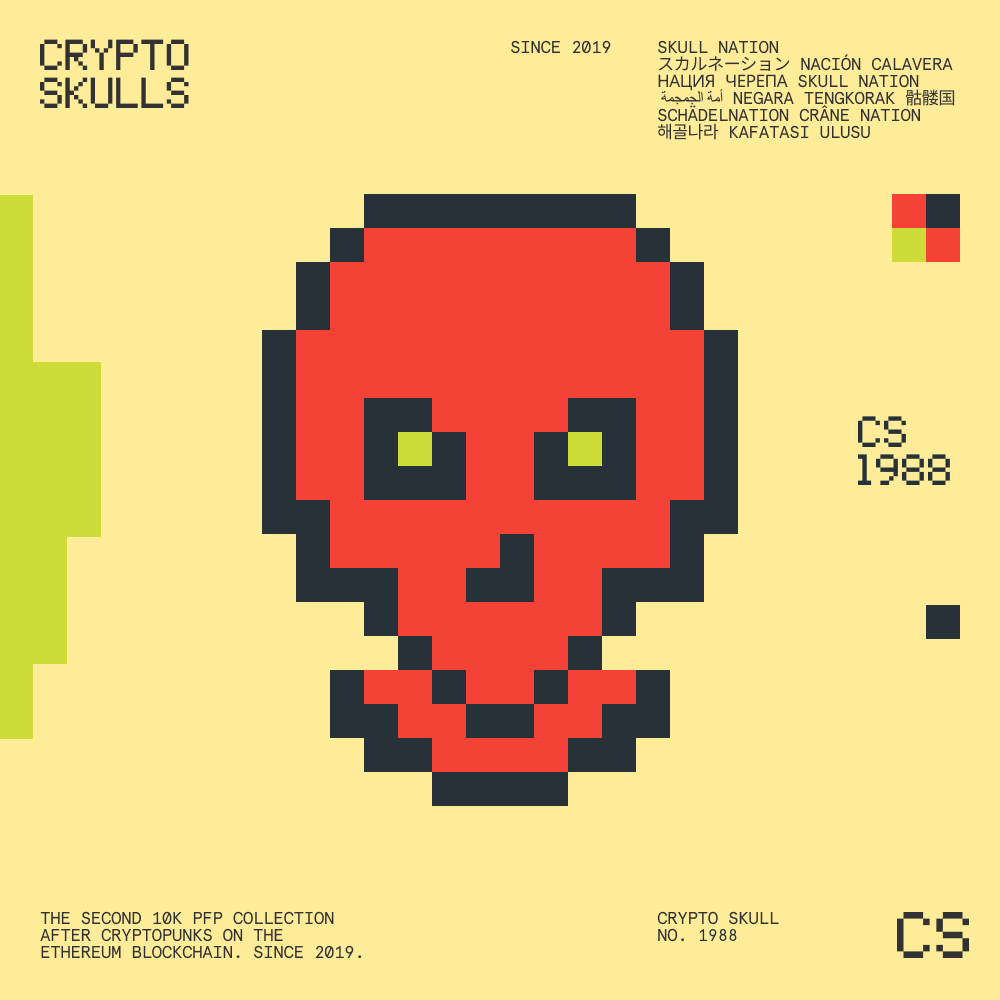 CRYPTO
SKULLS
SINCE 2019
SKULL NATION
スカルネーション NACIÓN CALAVERA
НАЦИЯ ЧЕРЕПА SKULL NATION
أمة الجمجمة NEGARA TENGKORAK 骷髅国
SCHÄDELNATION CRÂNE NATION
해골나라 KAFATASI ULUSU
CS
1988
THE SECOND 10K PFP COLLECTION
AFTER CRYPTOPUNKS ON THE
ETHEREUM BLOCKCHAIN. SINCE 2019.
CRYPTO SKULL
NO. 1988
CS